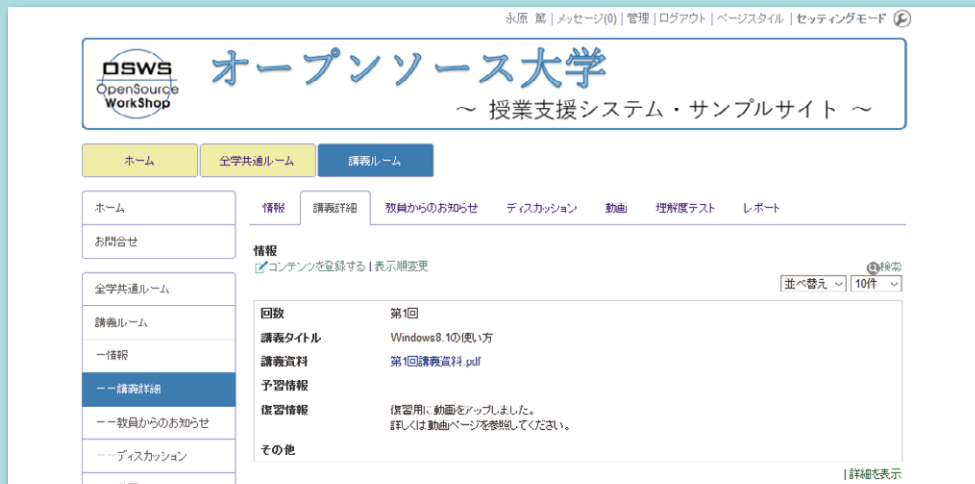 永原 篤 | メッセージ(0) | 管理 | ログアウト | ページスタイル | セッティングモード
OSWS
OpenSource
WorkShop
オープンソース大学
～ 授業支援システム・サンプルサイト ～
ホーム 全学共通ルーム 講義ルーム
ホーム
お問合せ
全学共通ルーム
講義ルーム
－情報
－－講義詳細
－－教員からのお知らせ
－－ディスカッション
情報 講義詳細 教員からのお知らせ ディスカッション 動画 理解度テスト レポート
情報
コンテンツを登録する | 表示順変更
検索
並べ替え 10件
回数 第1回
講義タイトル Windows8.1の使い方
講義資料 第1回講義資料.pdf
予習情報
復習情報 復習用に動画をアップしました。
詳しくは動画ページを参照してください。
その他
| 詳細を表示